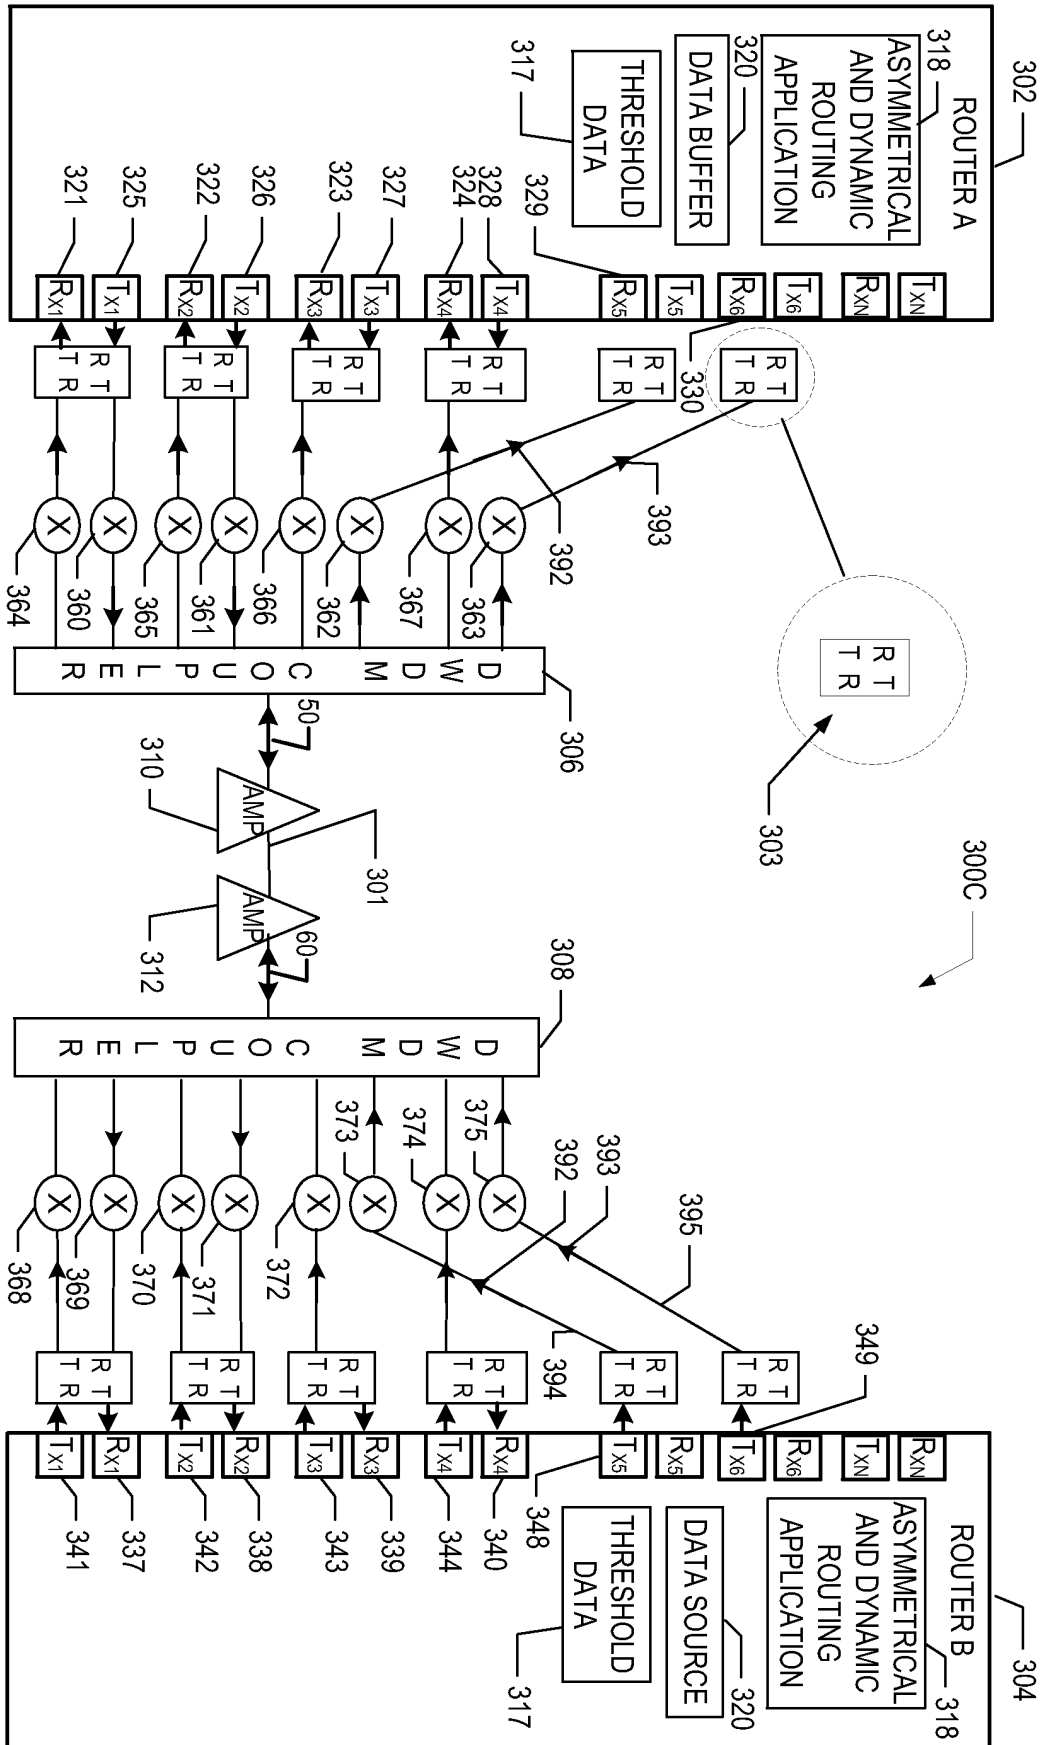 300C
302
ROUTER A
318
ASYMMETRICAL
AND DYNAMIC
ROUTING
APPLICATION
320
DATA BUFFER
317
THRESHOLD
DATA
TXN
RXN
TX6
RX6
TX5
RX5
TX4
RX4
TX3
RX3
TX2
RX2
TX1
RX1
330
329
328
324
327
323
326
322
325
321
R T
T R
R T
T R
R T
T R
R T
T R
R T
T R
R T
T R
R T
T R
303
393
392
X
X
X
X
X
X
X
X
363
367
362
366
361
365
360
364
DWDM COUPLER
306
50
AMP
310
301
AMP
312
60
DWDM COUPLER
308
X
X
X
X
X
X
X
X
375
374
373
372
371
370
369
368
392
393
395
394
R T
T R
R T
T R
R T
T R
R T
T R
R T
T R
R T
T R
349
348
RXN
TXN
RX6
TX6
RX5
TX5
RX4
TX4
RX3
TX3
RX2
TX2
RX1
TX1
340
344
339
343
338
342
337
341
304
ROUTER B
318
ASYMMETRICAL
AND DYNAMIC
ROUTING
APPLICATION
320
DATA SOURCE
317
THRESHOLD
DATA